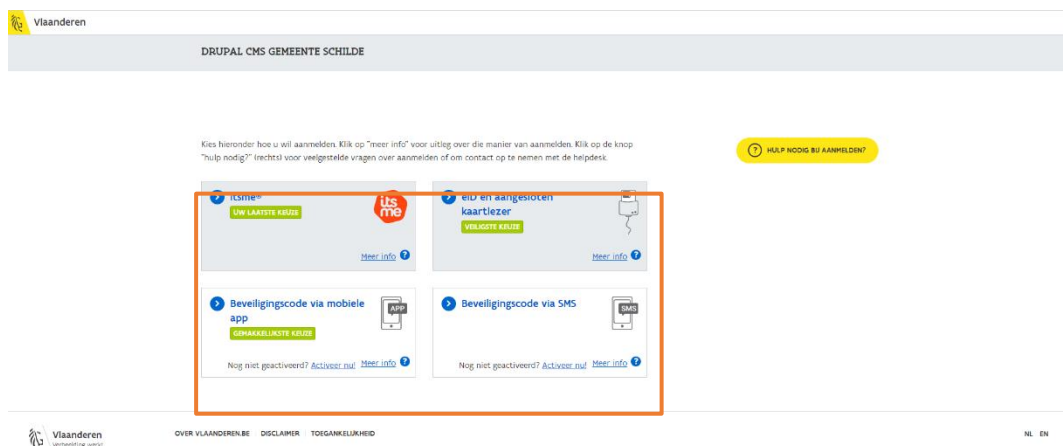 Vlaanderen
DRUPAL CMS GEMEENTE SCHILDE
Kies hieronder hoe u wil aanmelden. Klik op "meer info" voor uitleg over die manier van aanmelden. Klik op de knop
"hulp nodig?" (rechts) voor veelgestelde vragen over aanmelden of om contact op te nemen met de helpdesk.
HULP NODIG BIJ AANMELDEN?
itsme®
UW LAATSTE KEUZE
its
me
Meer info
eID en aangesloten
kaartlezer
VEILIGSTE KEUZE
Meer info
Beveiligingscode via mobiele
app
GEMAKKELIJKSTE KEUZE
APP
Nog niet geactiveerd? Activeer nu! Meer info
Beveiligingscode via SMS
SMS
Nog niet geactiveerd? Activeer nu! Meer info
Vlaanderen
verbeelding werkt
OVER VLAANDEREN.BE DISCLAIMER TOEGANKELIJKHEID
NL EN